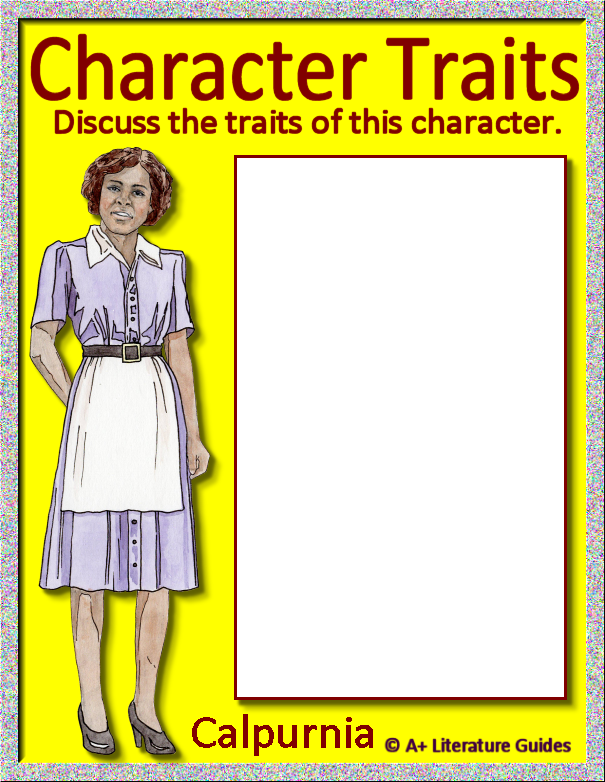 Character Traits
Discuss the traits of this character.
Calpurnia
© A+ Literature Guides